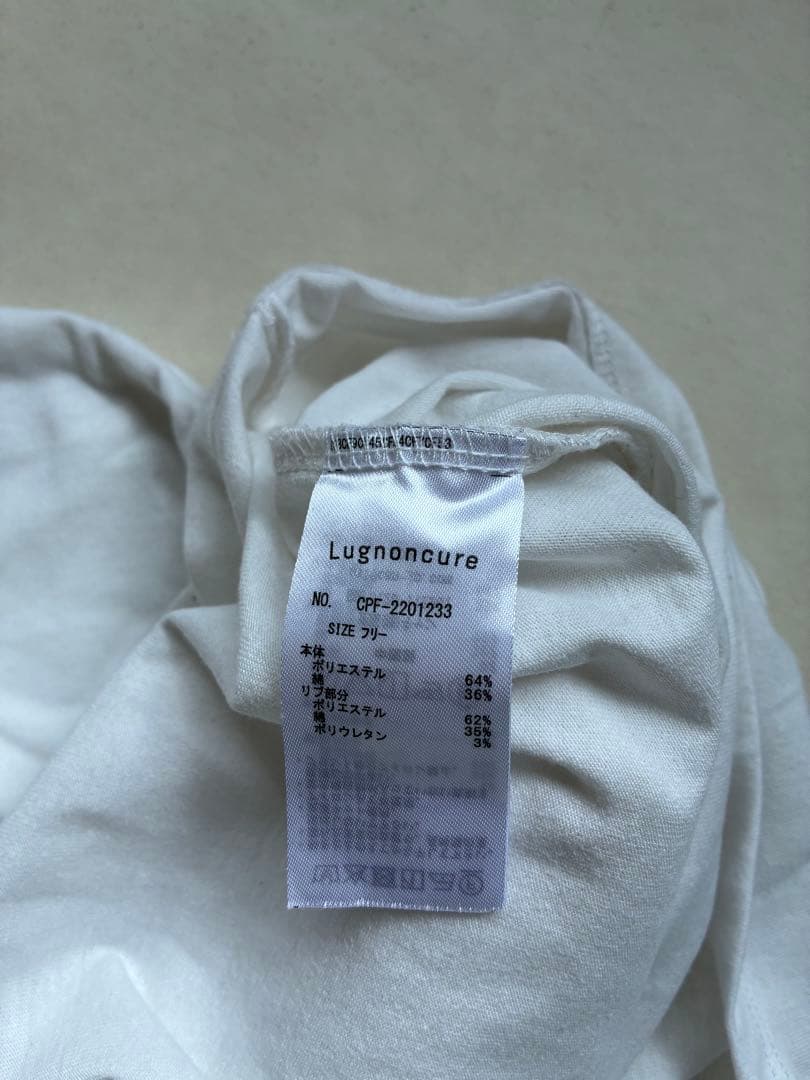 Lugnoncure
NO. CPF-2201233
SIZE フリー
本体
ポリエステル 64%
綿 36%
リブ部分
ポリエステル 62%
綿 35%
ポリウレタン 3%